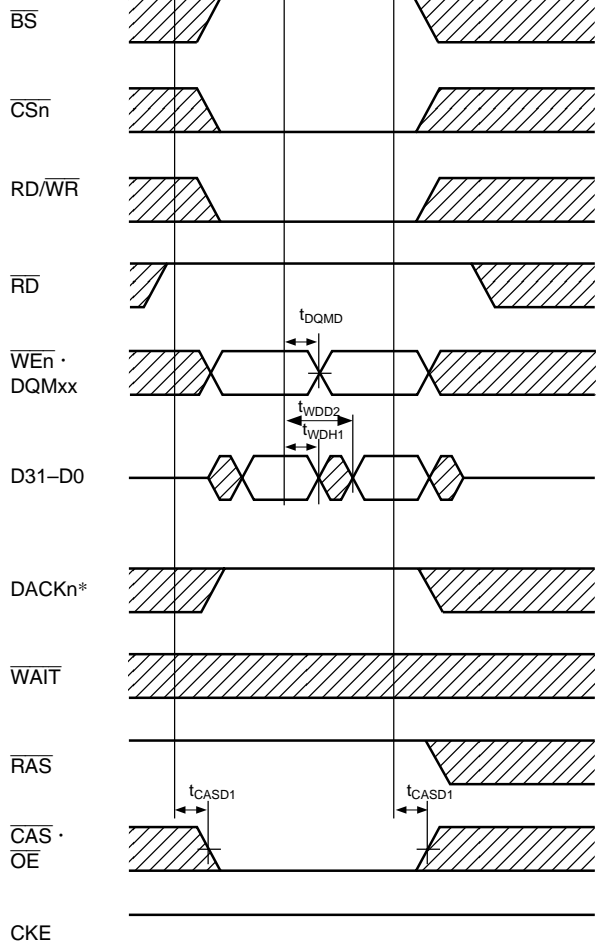 BS
CSn
RD/WR
RD
tDQMD
WEn ·
DQMxx
tWDD2
tWDH1
D31–D0
DACKn*
WAIT
RAS
tCASD1 tCASD1
CAS ·
OE
CKE